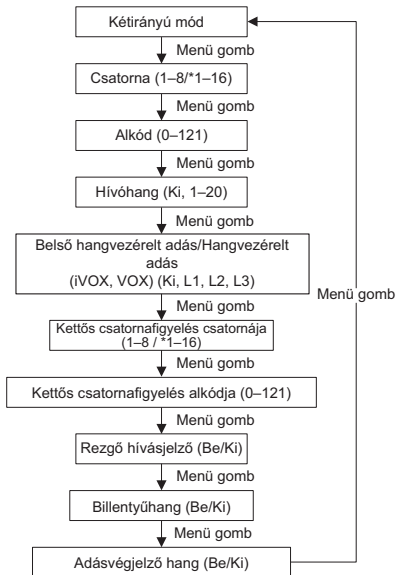 Kétirányú mód
Menü gomb
Csatorna (1–8/*1–16)
Menü gomb
Alkód (0–121)
Menü gomb
Hívóhang (Ki, 1–20)
Menü gomb
Belső hangvezérelt adás/Hangvezérelt
adás
(iVOX, VOX) (Ki, L1, L2, L3)
Menü gomb
Menü gomb
Kettős csatornafigyelés csatornája
(1–8 / *1–16)
Menü gomb
Kettős csatornafigyelés alkódja (0–121)
Menü gomb
Rezgő hívásjelző (Be/Ki)
Menü gomb
Billentyűhang (Be/Ki)
Menü gomb
Adásvégjelző hang (Be/Ki)